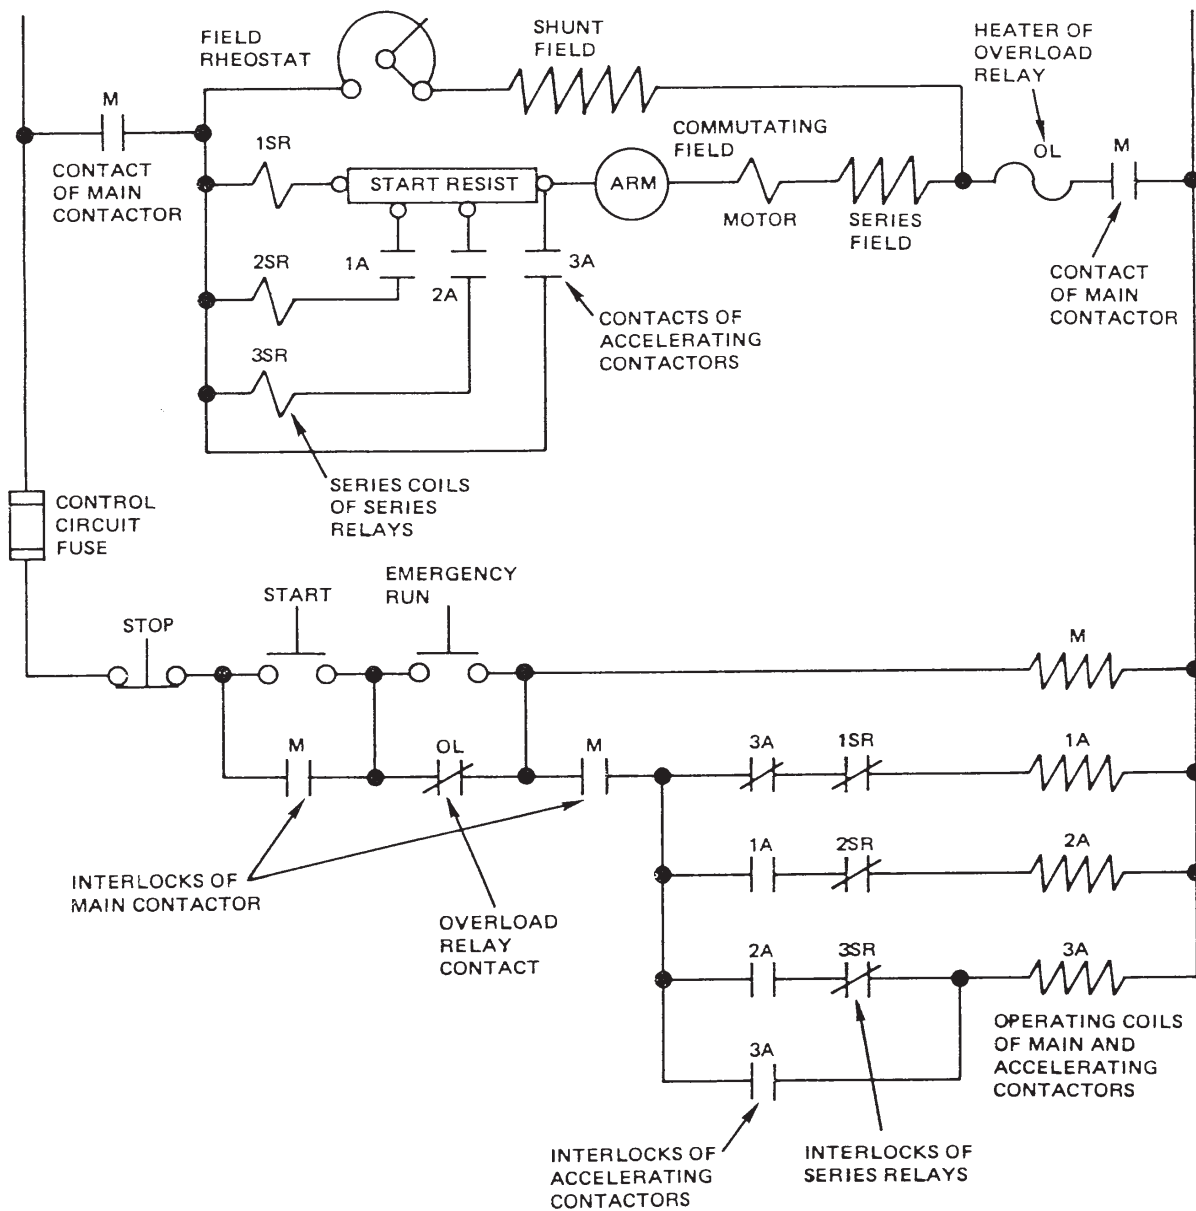 FIELD
RHEOSTAT
SHUNT
FIELD
HEATER OF
OVERLOAD
RELAY
M
CONTACT
OF MAIN
CONTACTOR
1SR
START RESIST
ARM
COMMUTATING
FIELD
MOTOR
SERIES
FIELD
OL
M
CONTACT
OF MAIN
CONTACTOR
2SR
1A
2A
3A
CONTACTS OF
ACCELERATING
CONTACTORS
3SR
SERIES COILS
OF SERIES
RELAYS
CONTROL
CIRCUIT
FUSE
STOP
START
EMERGENCY
RUN
M
M
OL
M
3A
1SR
1A
1A
2SR
2A
INTERLOCKS OF
MAIN CONTACTOR
OVERLOAD
RELAY
CONTACT
2A
3SR
3A
3A
OPERATING COILS
OF MAIN AND
ACCELERATING
CONTACTORS
INTERLOCKS OF
ACCELERATING
CONTACTORS
INTERLOCKS OF
SERIES RELAYS